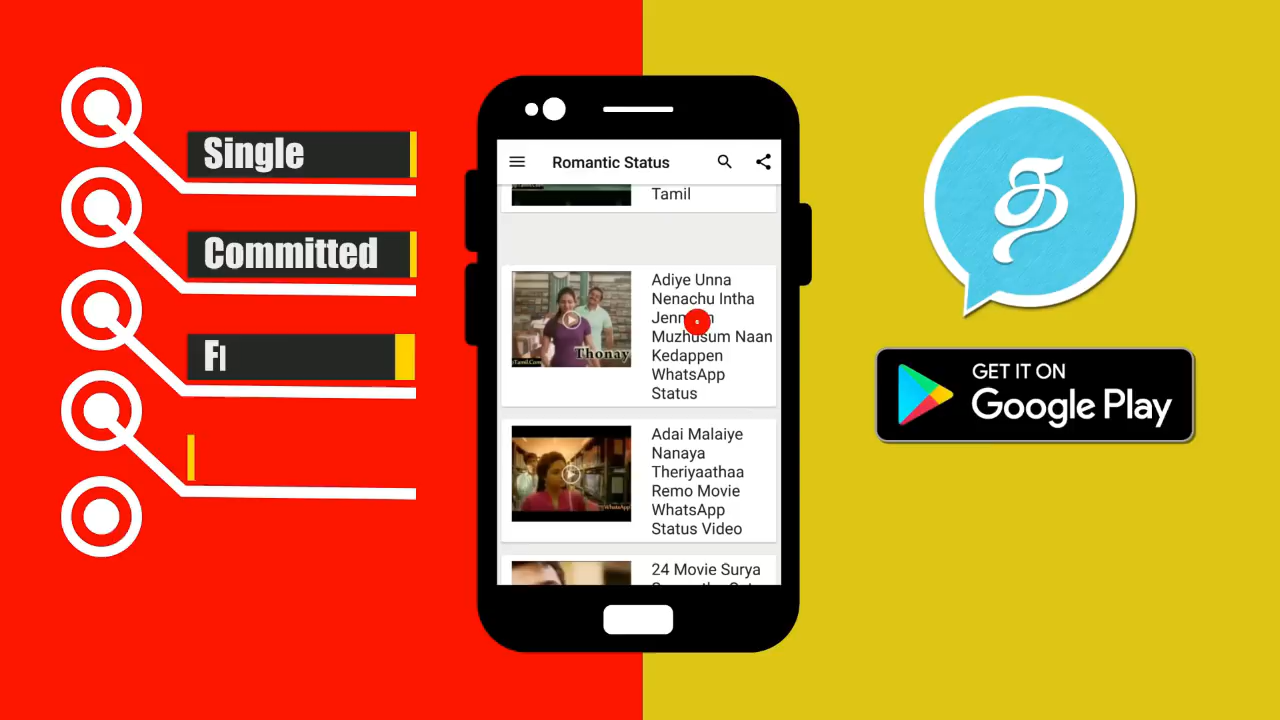 Single
Committed
Romantic Status
Tamil
Adiye Unna
Nenachu Intha
Muzhusum Naan
Kedappen
WhatsApp
Status
Thonay
Adai Malaiye
Nanaya
Theriyaathaa
Remo Movie
WhatsApp
Status Video
WhatsApp
24 Movie Surya
த
GET IT ON
Google Play